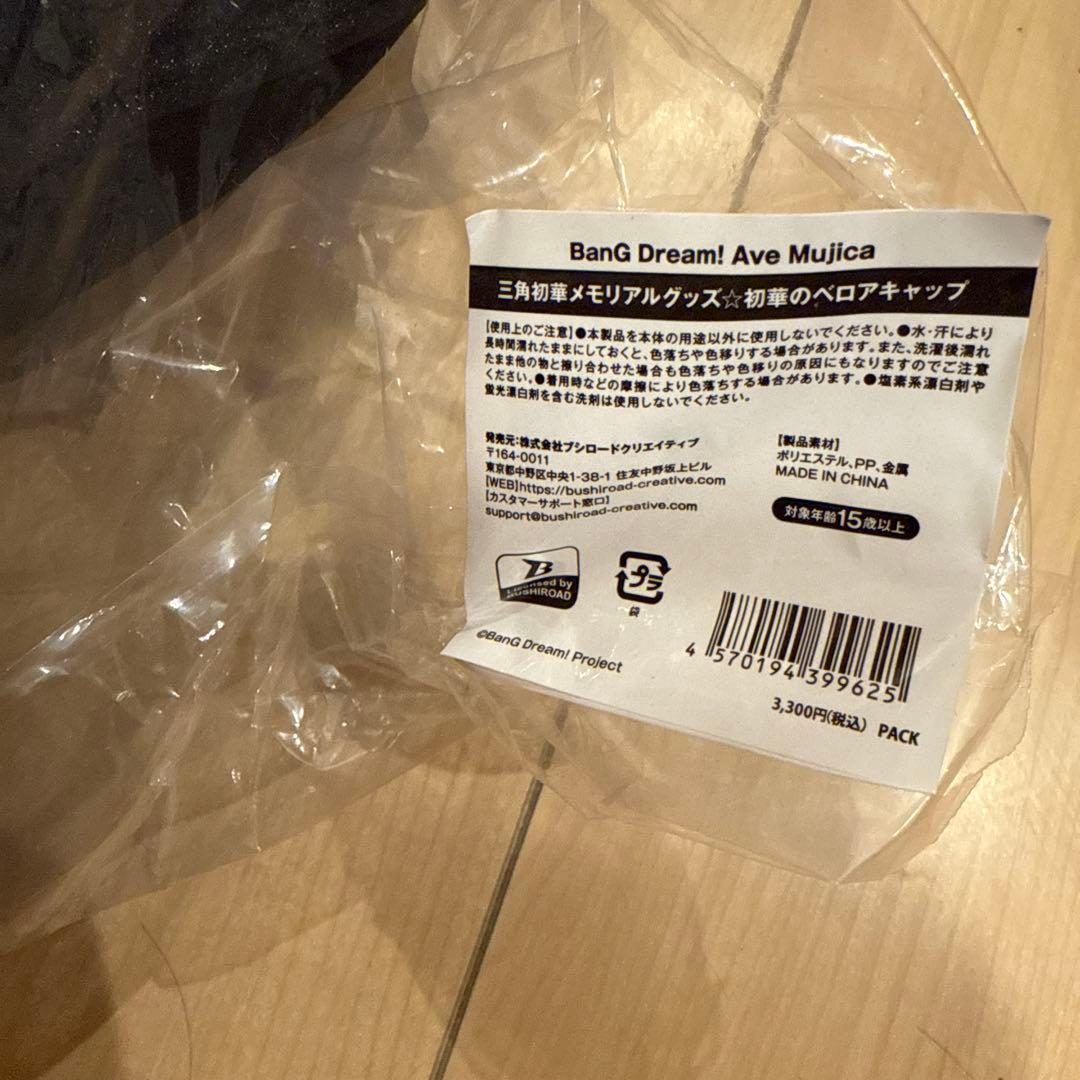 BanG Dream! Ave Mujica
三角初華メモリアルグッズ☆初華のベロアキャップ
【使用上のご注意】●本製品を本体の用途以外に使用しないでください。●水・汗により
長時間濡れたままにしておくと、色落ちや色移りする場合があります。また、洗濯後濡れ
たまま他の物と擦り合わせた場合も色落ちや色移りの原因にもなりますのでご注意
ください。●着用時などの摩擦により色落ちする場合があります。●塩素系漂白剤や
蛍光漂白剤を含む洗剤は使用しないでください。
発売元:株式会社ブシロードクリエイティブ
〒164-0011
東京都中野区中央1-38-1 住友中野坂上ビル
【WEB】https://bushiroad-creative.com
【カスタマーサポート窓口】
support@bushiroad-creative.com
【製品素材】
ポリエステル、PP、金属
MADE IN CHINA
対象年齢15歳以上
B
Licensed by
BUSHIROAD
プラ
袋
©BanG Dream! Project
4 570194 399625
3,300円(税込) PACK